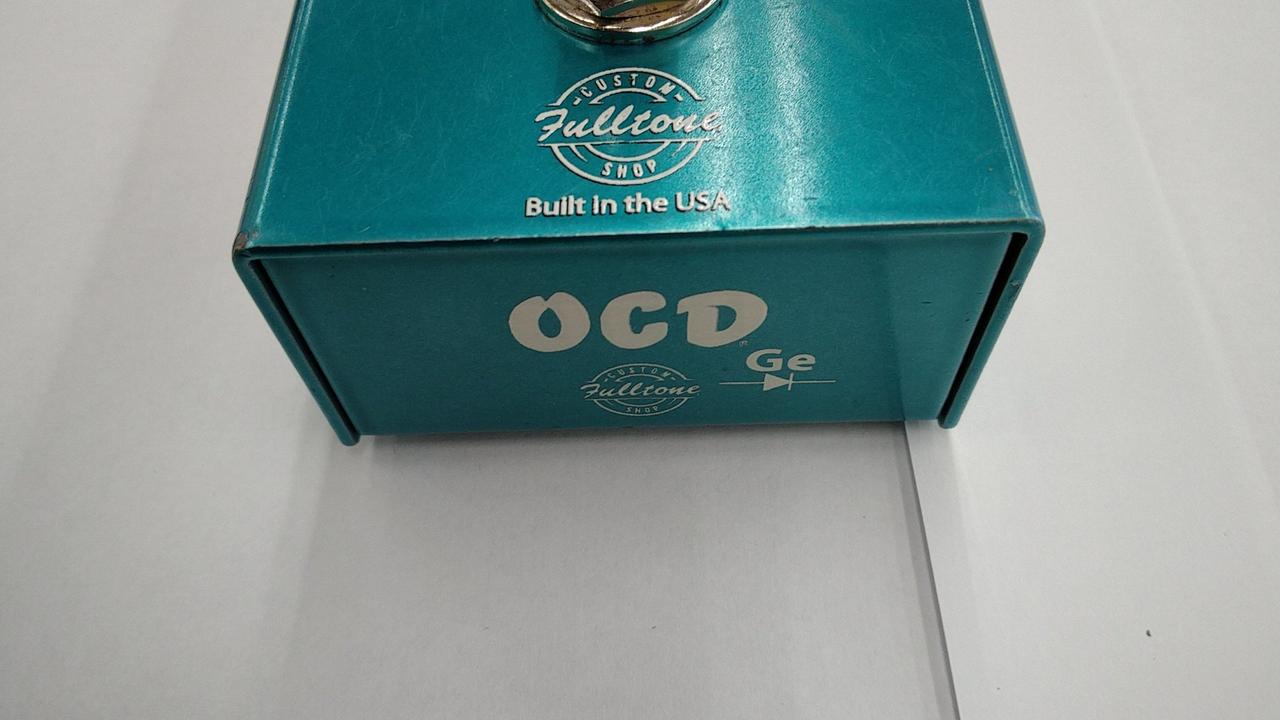 CUSTOM
Fulltone
SHOP
Built in the USA
OCD®
Ge
CUSTOM
Fulltone
SHOP